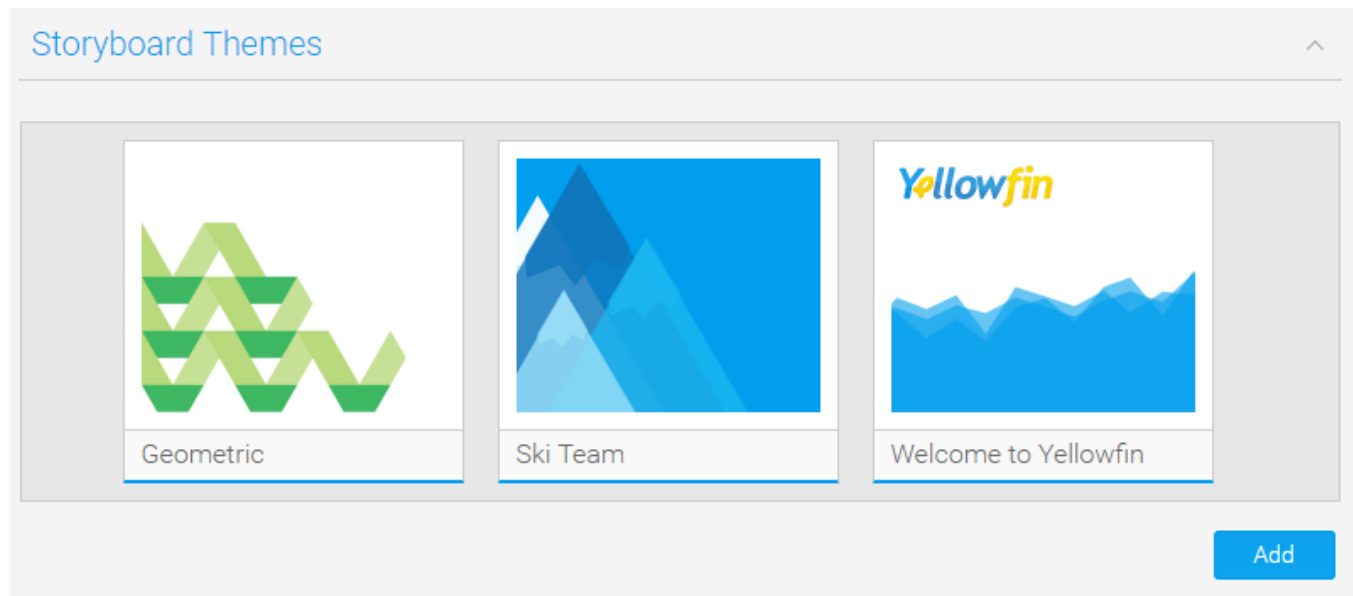 Storyboard Themes
Yellowfin
Geometric
Ski Team
Welcome to Yellowfin
Add